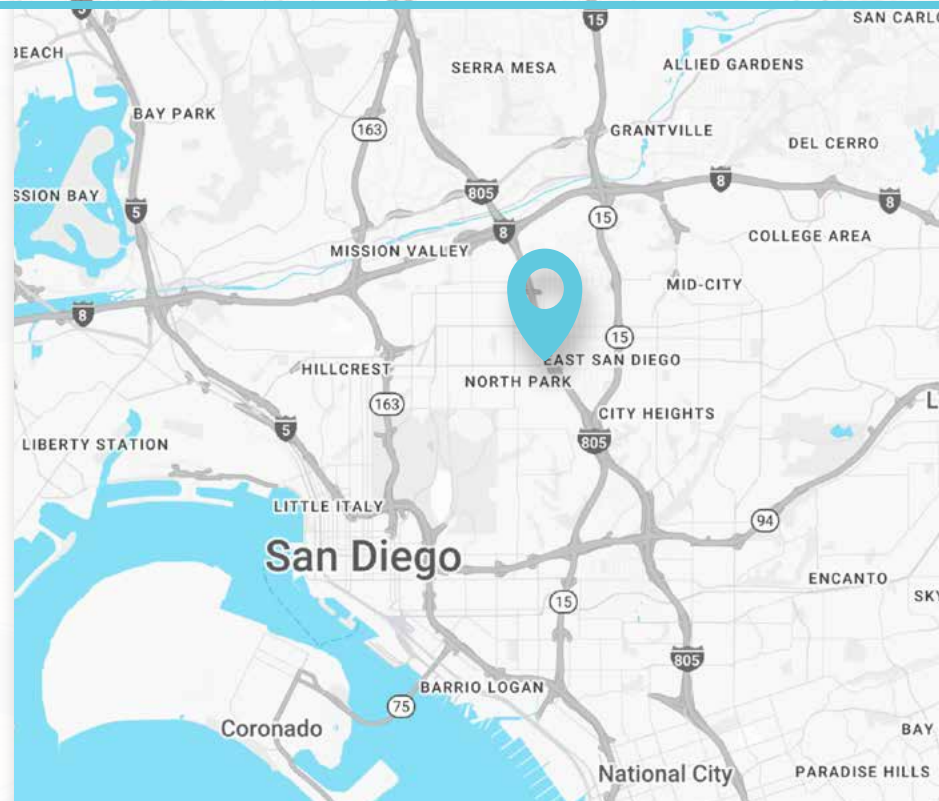 5
15
SAN CARL
BEACH
SERRA MESA
ALLIED GARDENS
BAY PARK
163
GRANTVILLE
DEL CERRO
805
8
SSION BAY
5
15
8
8
MISSION VALLEY
COLLEGE AREA
MID-CITY
8
15
HILLCREST
EAST SAN DIEGO
NORTH PARK
163
L
CITY HEIGHTS
5
805
LIBERTY STATION
LITTLE ITALY
94
San Diego
ENCANTO
15
SKY
805
BARRIO LOGAN
75
Coronado
BAY
National City
PARADISE HILLS